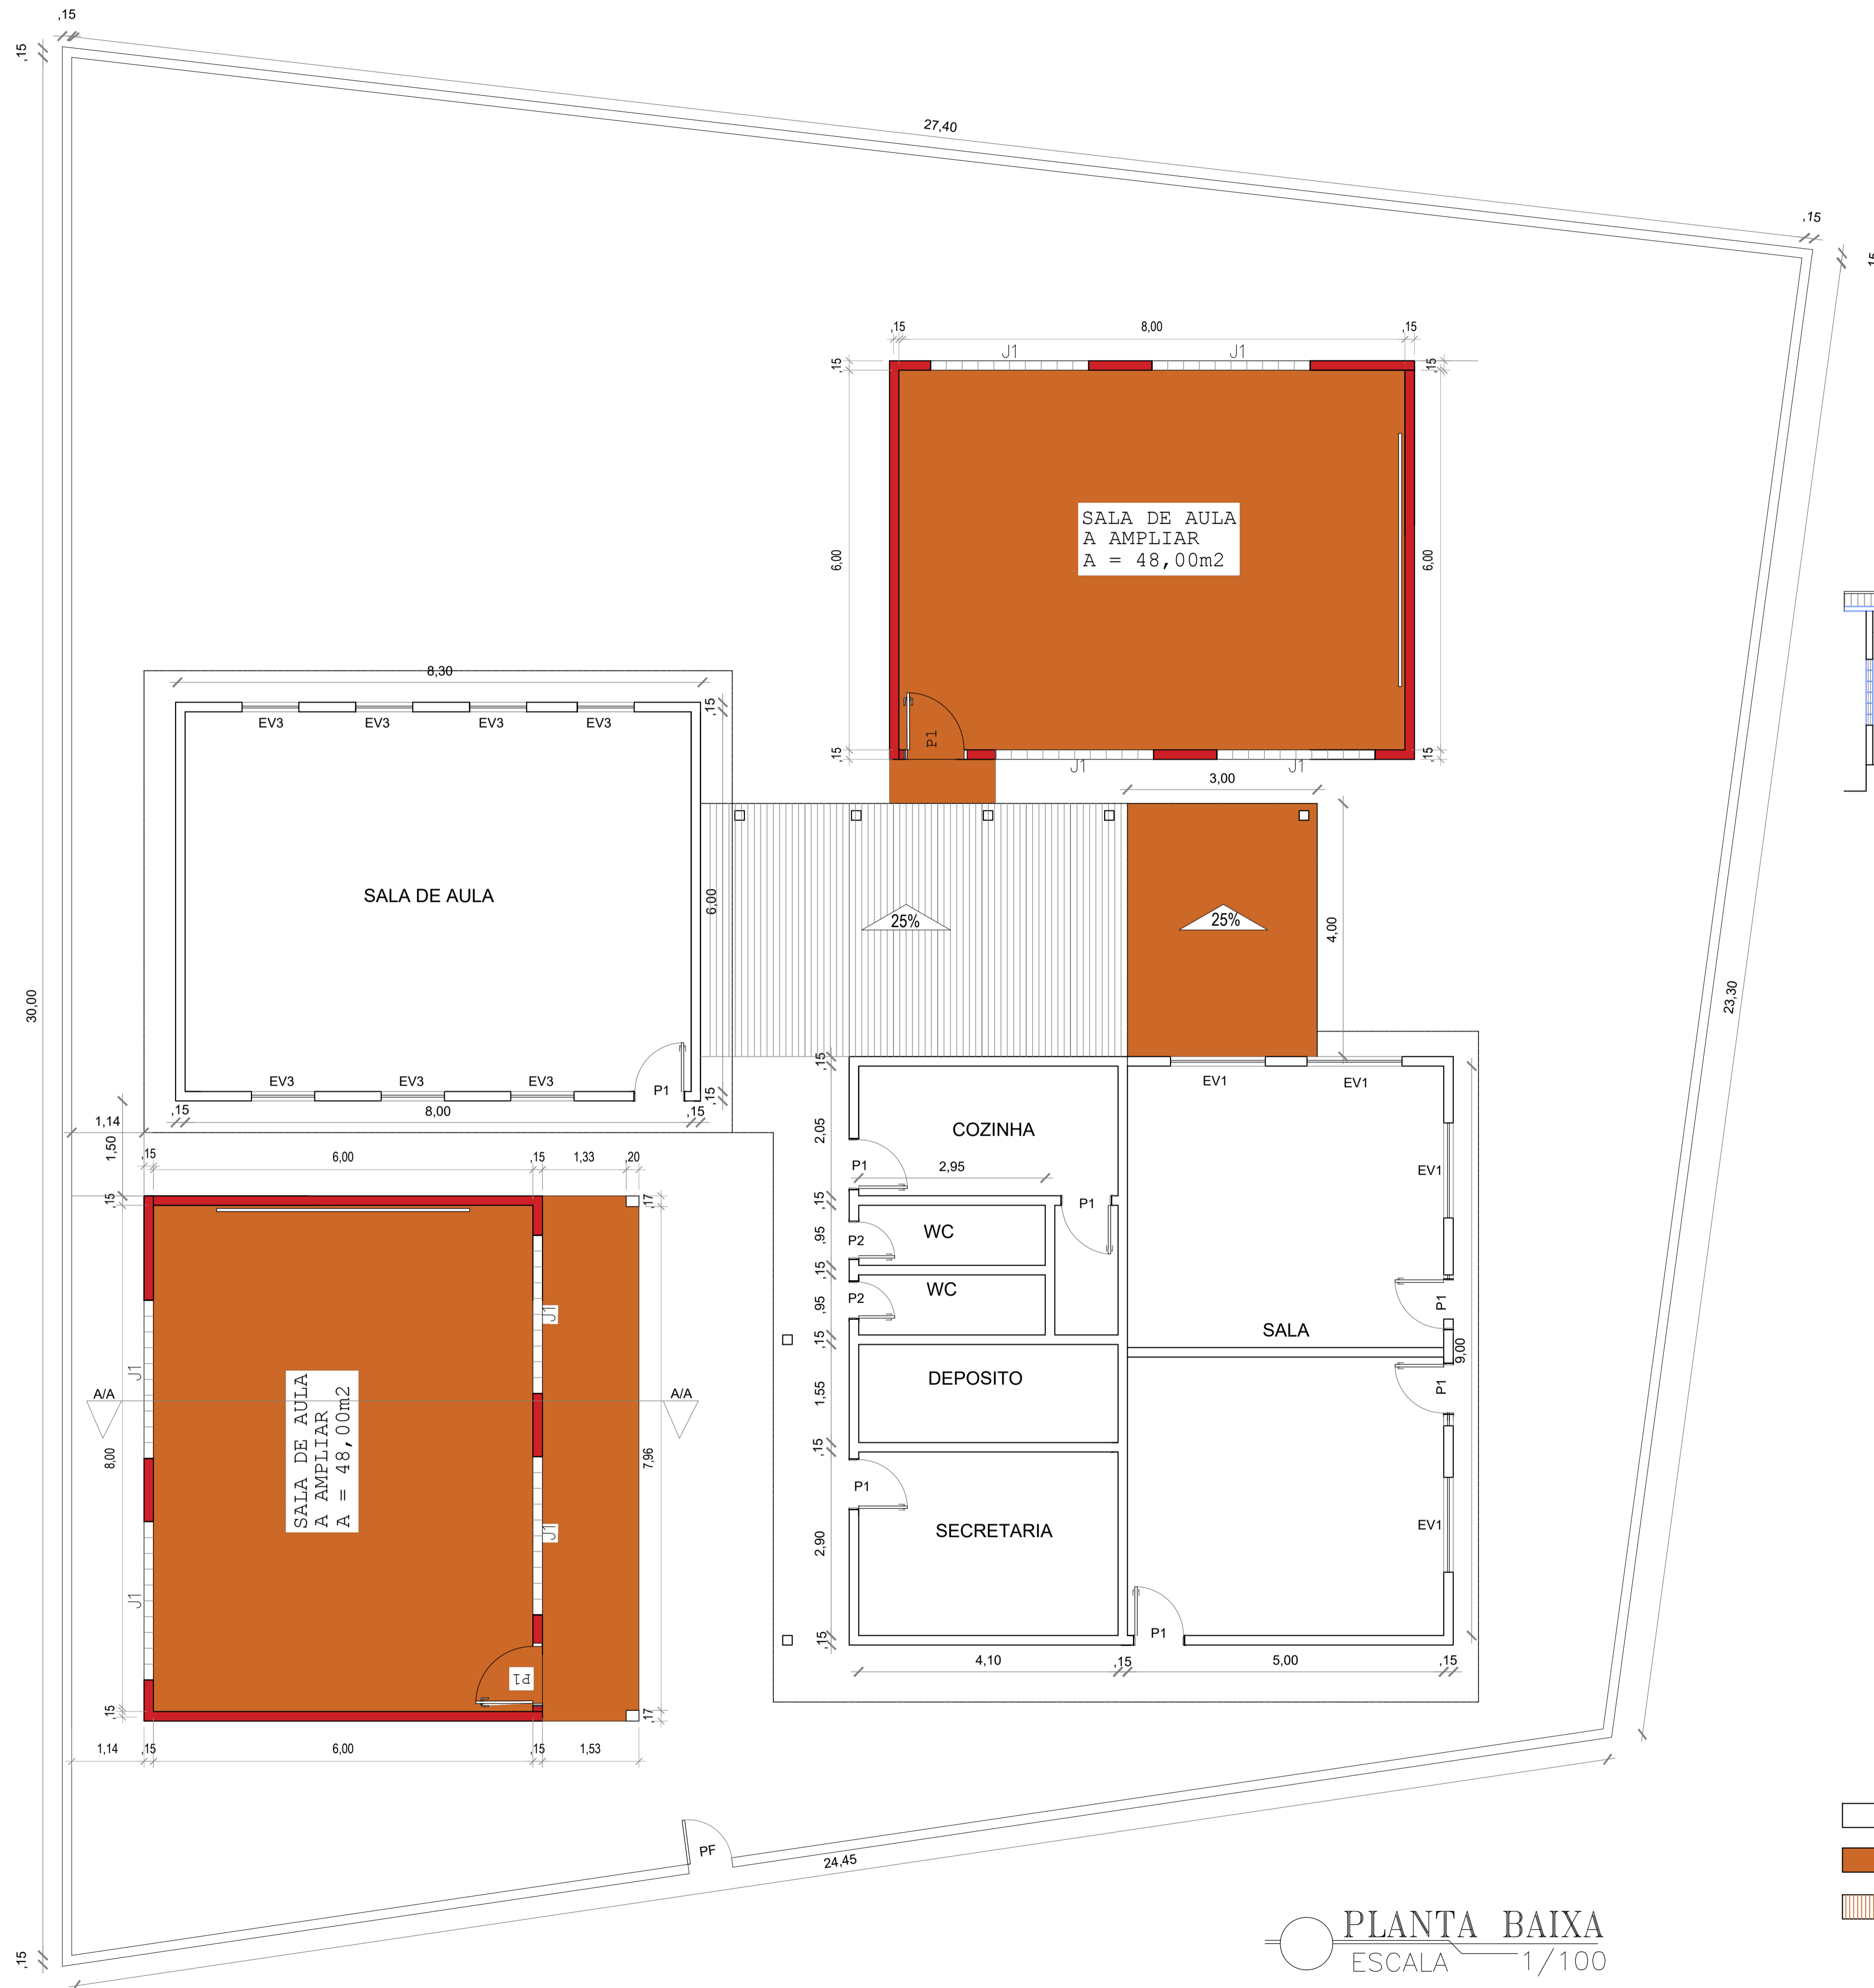 ,15
,15
27,40
,15
15
,15
8,00
,15
J1
J1
,15
,15
SALA DE AULA
A AMPLIAR
A = 48,00m2
6,00
6,00
P1
,15
,15
J1
J1
3,00
8,30
,15
EV3
EV3
EV3
EV3
SALA DE AULA
6,00
25%
25%
4,00
30,00
23,30
EV3
EV3
EV3
P1
,15
,15
8,00
,15
,15
EV1
EV1
1,14
1,50
2,05
COZINHA
,15
6,00
,15
1,33
,20
P1
2,95
EV1
,15
,17
,15
P1
,95
P2
WC
,15
WC
P2
,95
P1
J1
J1
,15
SALA
9,00
A/A
A/A
DEPOSITO
1,55
P1
SALA DE AULA
A AMPLIAR
A = 48,00m2
8,00
7,96
,15
P1
J1
J1
SECRETARIA
2,90
EV1
P1
,15
P1
4,10
,15
5,00
,15
,15
,17
1,14
,15
6,00
,15
1,53
PF
24,45
,15
PLANTA BAIXA
ESCALA 1/100